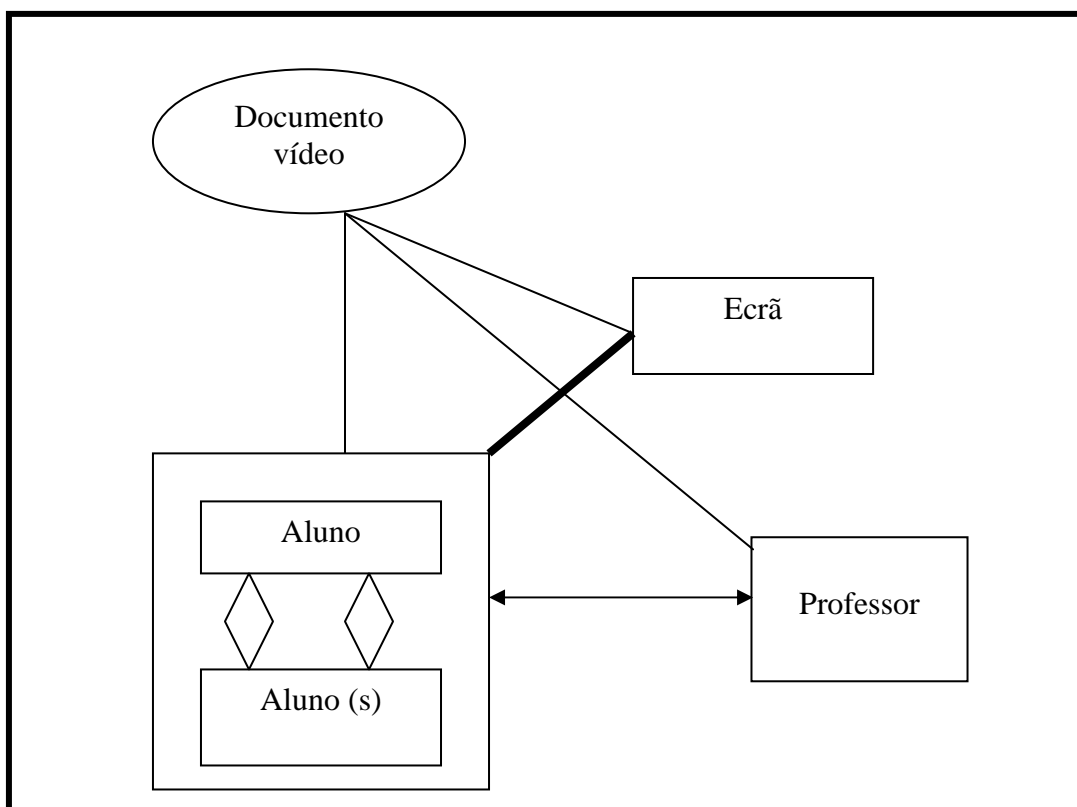 Documento
vídeo
Ecrã
Aluno
Professor
Aluno (s)